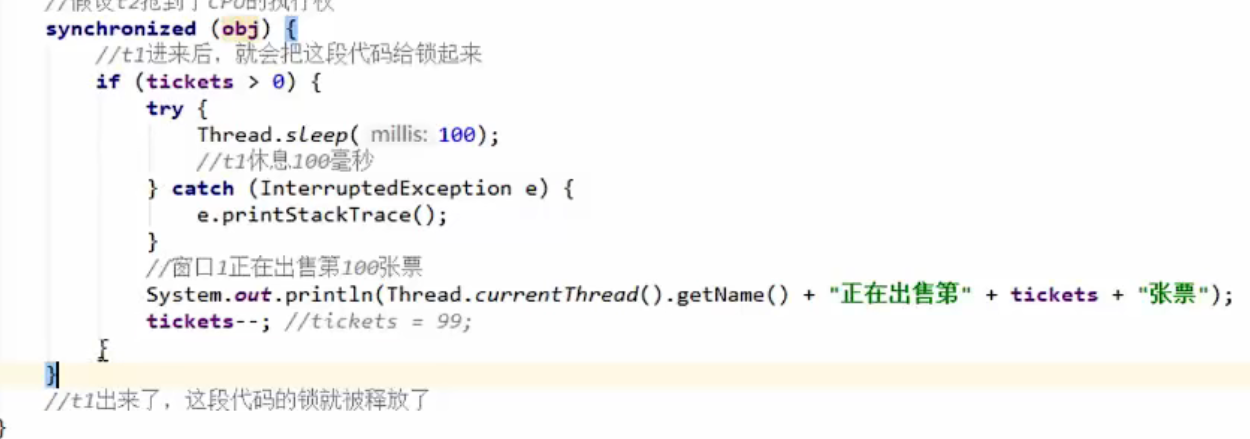 //假设t2抢到了CPU的执行权
synchronized (obj) {
//t1进来后，就会把这段代码给锁起来
if (tickets > 0) {
try {
Thread.sleep( millis: 100);
//t1休息100毫秒
} catch (InterruptedException e) {
e.printStackTrace();
}
//窗口1正在出售第100张票
System.out.println(Thread.currentThread().getName() + "正在出售第" + tickets + "张票");
tickets--; //tickets = 99;
}
}
//t1出来了，这段代码的锁就被释放了
}